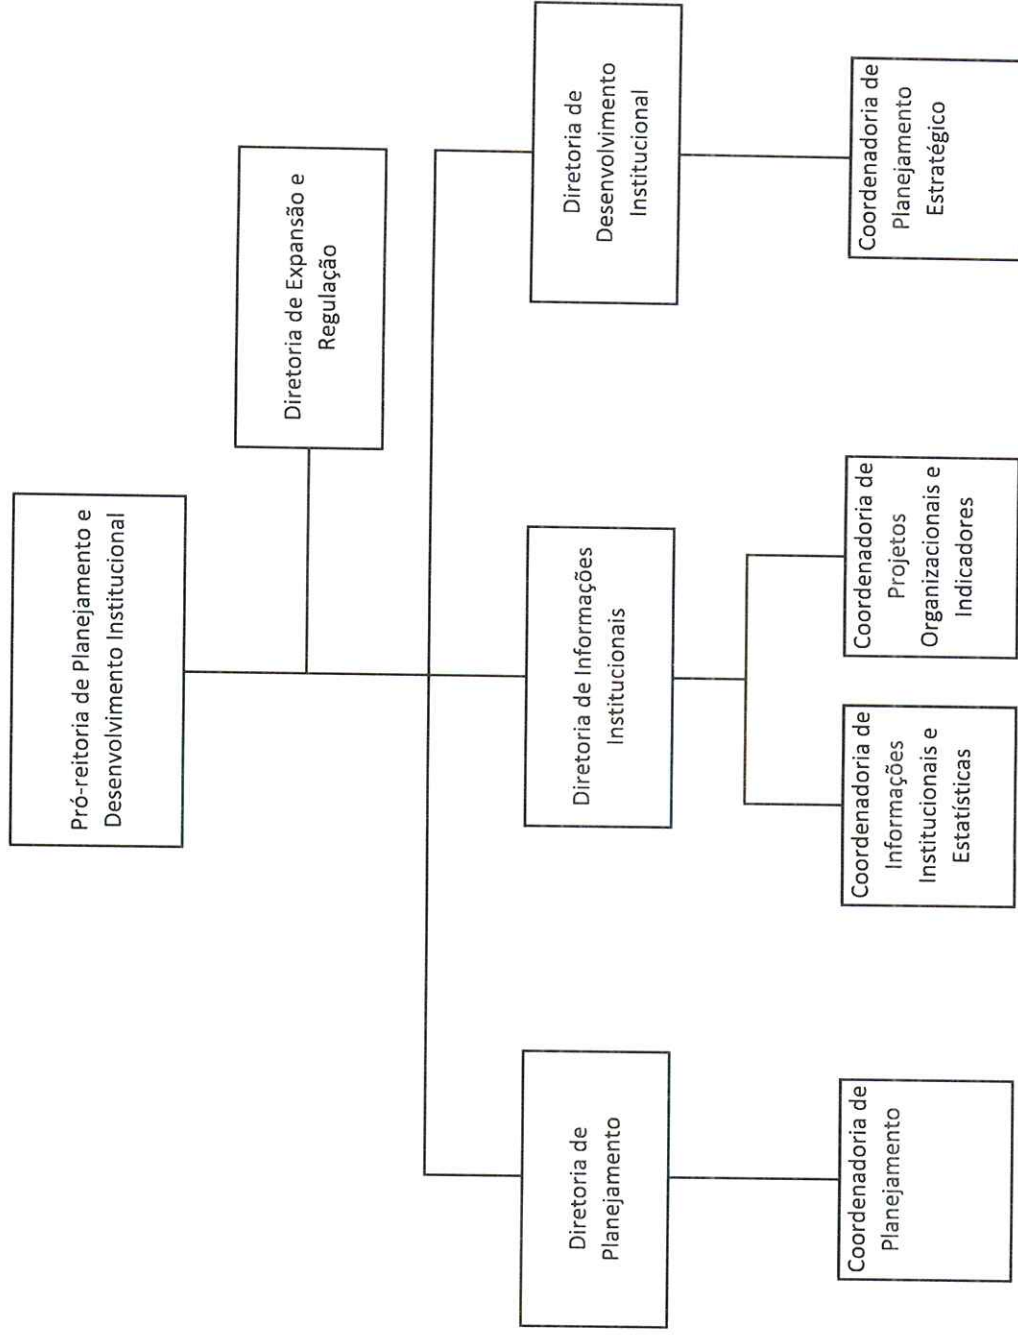 Pró-reitoria de Planejamento e
Desenvolvimento Institucional
Diretoria de Expansão e
Regulação
Diretoria de
Planejamento
Diretoria de Informações
Institucionais
Diretoria de
Desenvolvimento
Institucional
Coordenadoria de
Planejamento
Coordenadoria de
Informações
Institucionais e
Estatísticas
Coordenadoria de
Projetos
Organizacionais e
Indicadores
Coordenadoria de
Planejamento
Estratégico